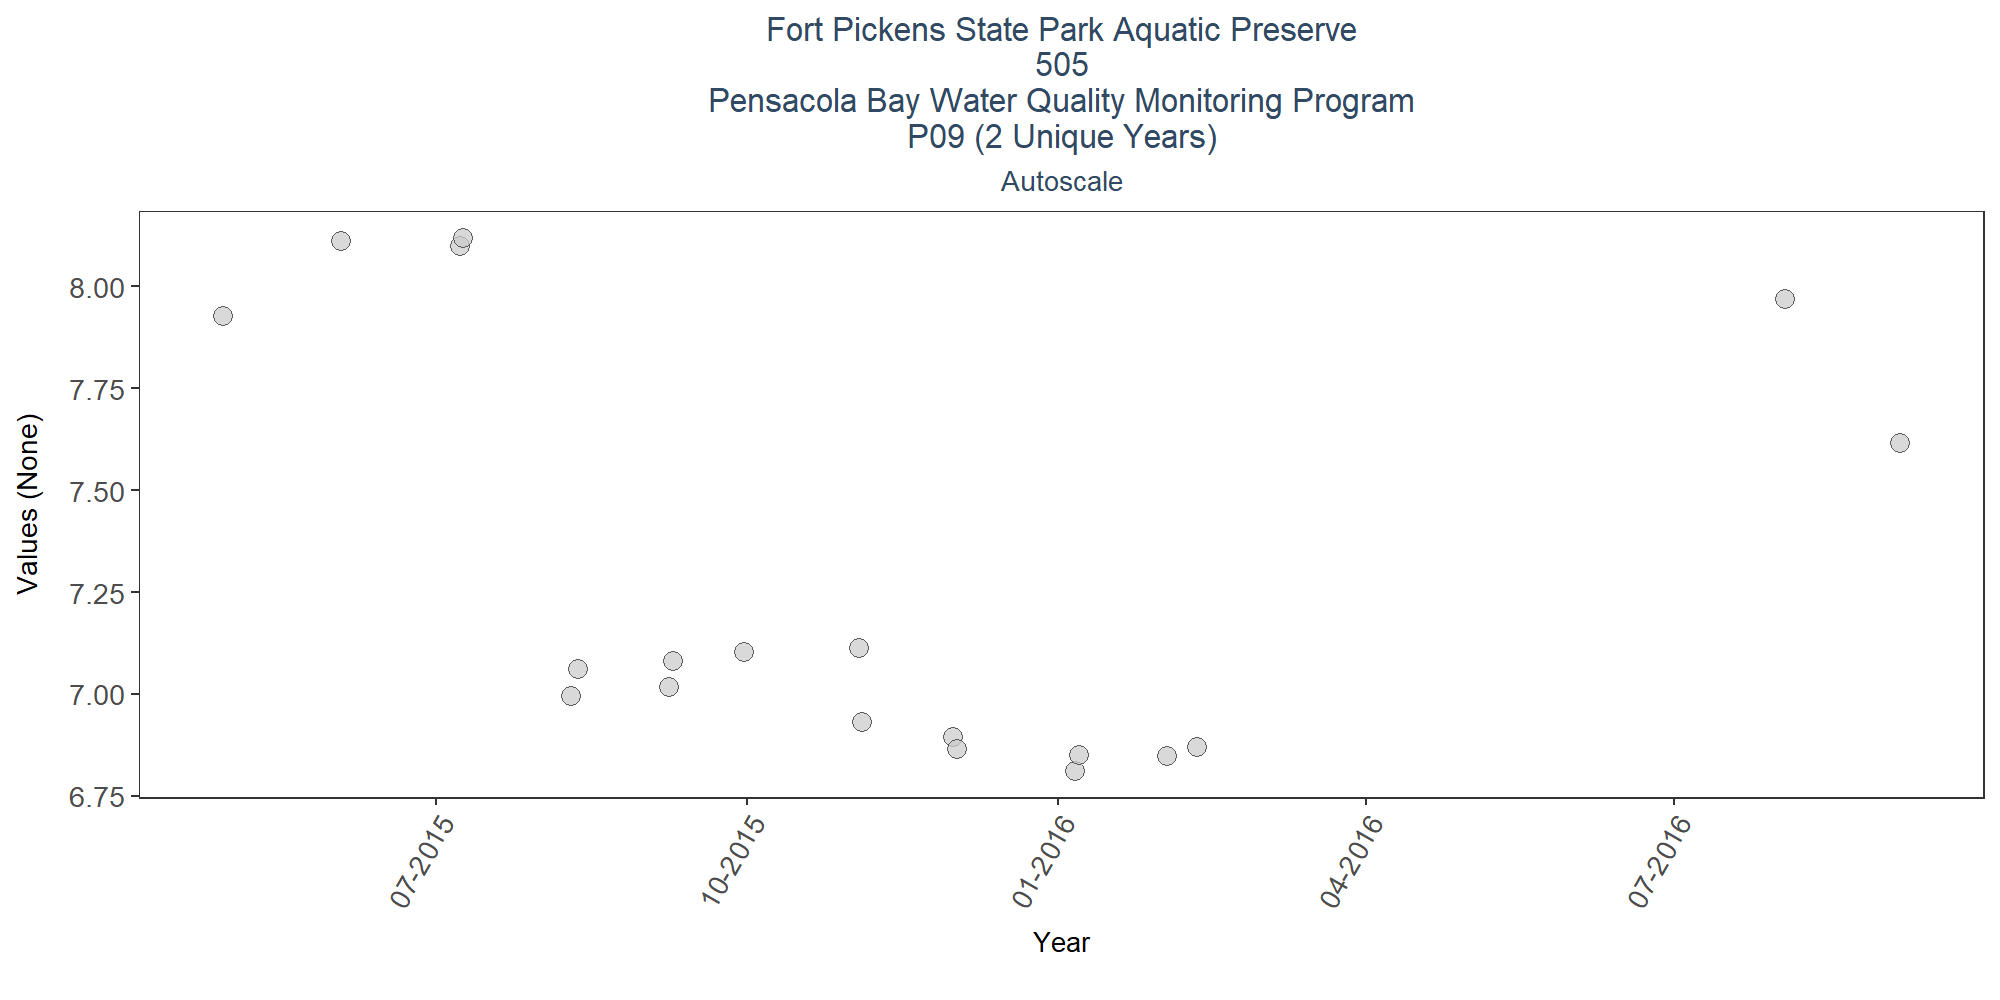 Fort Pickens State Park Aquatic Preserve
505
Pensacola Bay Water Quality Monitoring Program
P09 (2 Unique Years)
Autoscale
Values (None)
8.00
7.75
7.50
7.25
7.00
6.75
07-2015
10-2015
01-2016
04-2016
07-2016
Year